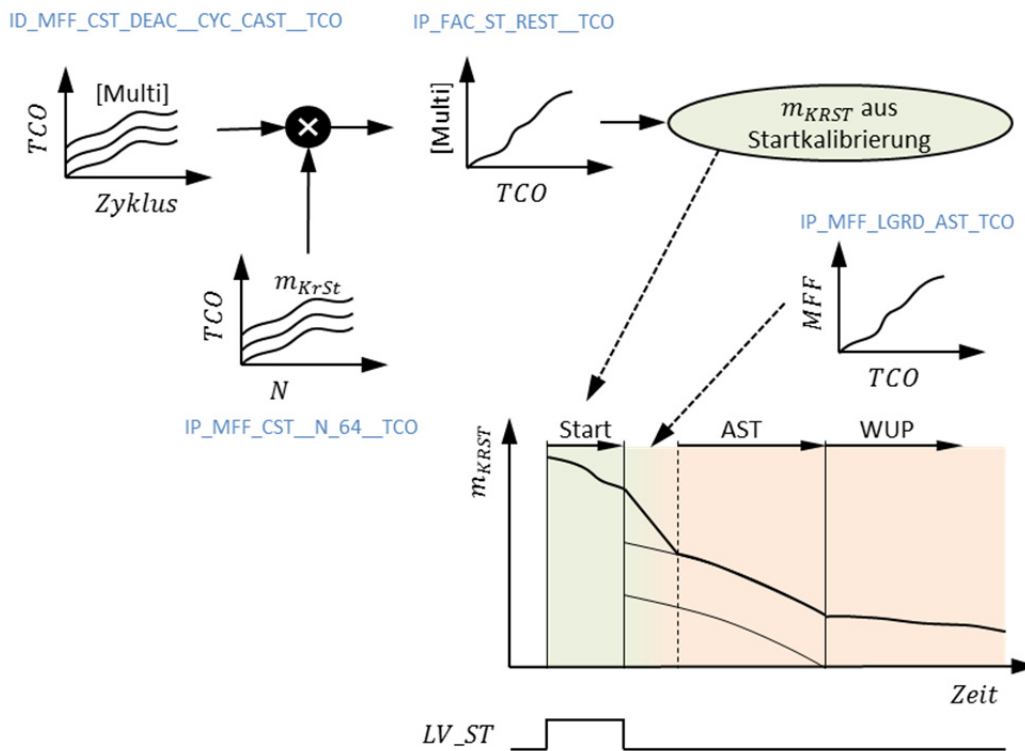 ID_MFF_CST_DEAC__CYC_CAST__TCO
IP_FAC_ST_REST__TCO
TCO
[Multi]
Zyklus
×
[Multi]
TCO
m_KRST aus
Startkalibrierung
IP_MFF_LGRD_AST_TCO
MFF
TCO
TCO
m_KrSt
N
IP_MFF_CST__N_64__TCO
m_KRST
Start
AST
WUP
Zeit
LV_ST